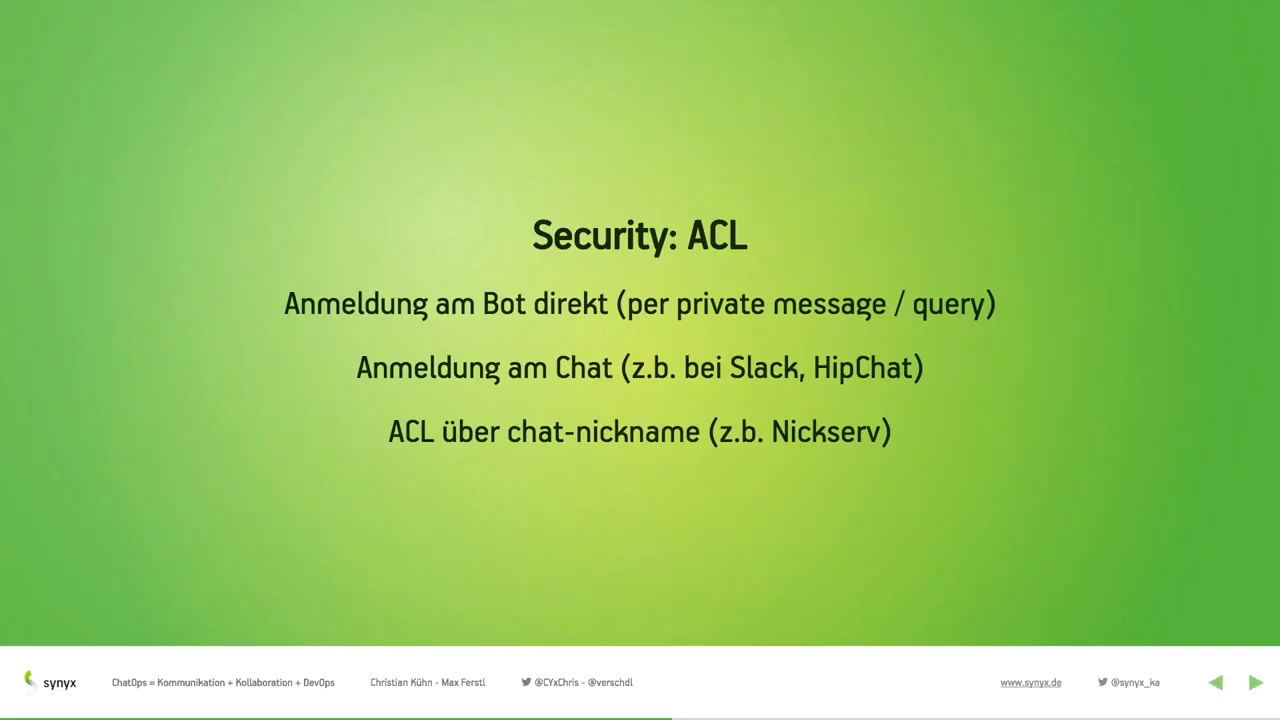 Security: ACL
Anmeldung am Bot direkt (per private message / query)
Anmeldung am Chat (z.b. bei Slack, HipChat)
ACL über chat-nickname (z.b. Nickserv)
synyx ChatOps = Kommunikation + Kollaboration + DevOps Christian Kühn - Max Ferstl @CYxChris - @verschdl www.synyx.de @synyx_ka